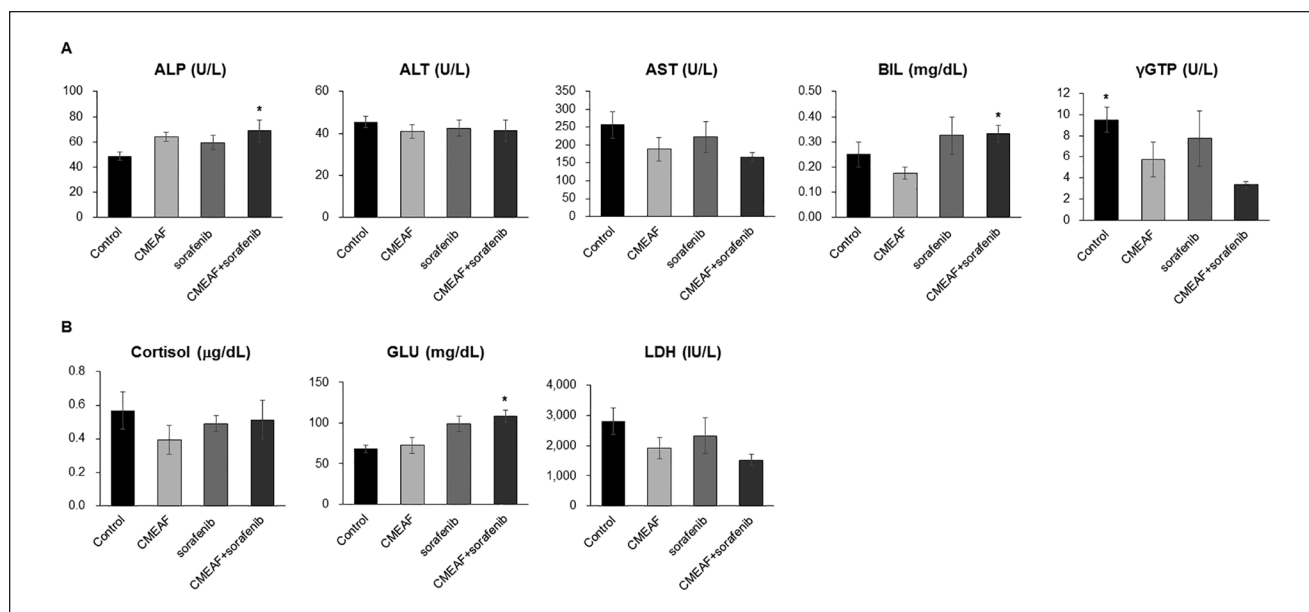 A
ALP (U/L)
100
80
60
40
20
0
*
Control
CMEAF
sorafenib
CMEAF+sorafenib
ALT (U/L)
60
40
20
0
Control
CMEAF
sorafenib
CMEAF+sorafenib
AST (U/L)
350
300
250
200
150
100
50
0
Control
CMEAF
sorafenib
CMEAF+sorafenib
BIL (mg/dL)
0.50
0.40
0.30
0.20
0.10
0.00
*
Control
CMEAF
sorafenib
CMEAF+sorafenib
γGTP (U/L)
12
10
8
6
4
2
0
*
Control
CMEAF
sorafenib
CMEAF+sorafenib
B
Cortisol (μg/dL)
0.8
0.6
0.4
0.2
0.0
Control
CMEAF
sorafenib
CMEAF+sorafenib
GLU (mg/dL)
150
100
50
0
*
Control
CMEAF
sorafenib
CMEAF+sorafenib
LDH (IU/L)
4,000
3,000
2,000
1,000
0
Control
CMEAF
sorafenib
CMEAF+sorafenib